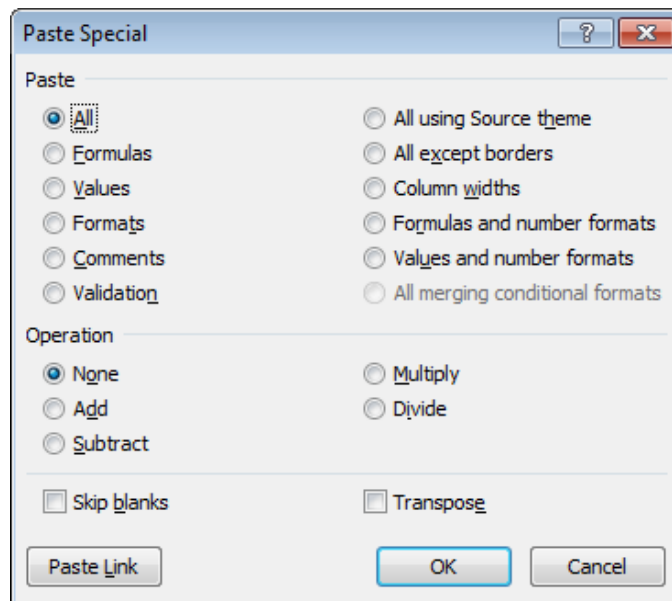 Paste Special
Paste
All
All using Source theme
Formulas
All except borders
Values
Column widths
Formats
Formulas and number formats
Comments
Values and number formats
Validation
All merging conditional formats
Operation
None
Multiply
Add
Divide
Subtract
Skip blanks
Transpose
Paste Link
OK
Cancel